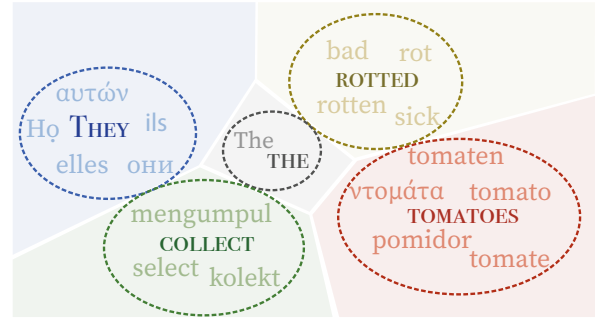 αυτών
Họ THEY ils
elles они
bad rot
ROTTED
rotten sick
The
THE
tomaten
ντομάτα tomato
TOMATOES
pomidor
tomate
mengumpul
COLLECT
select kolekt